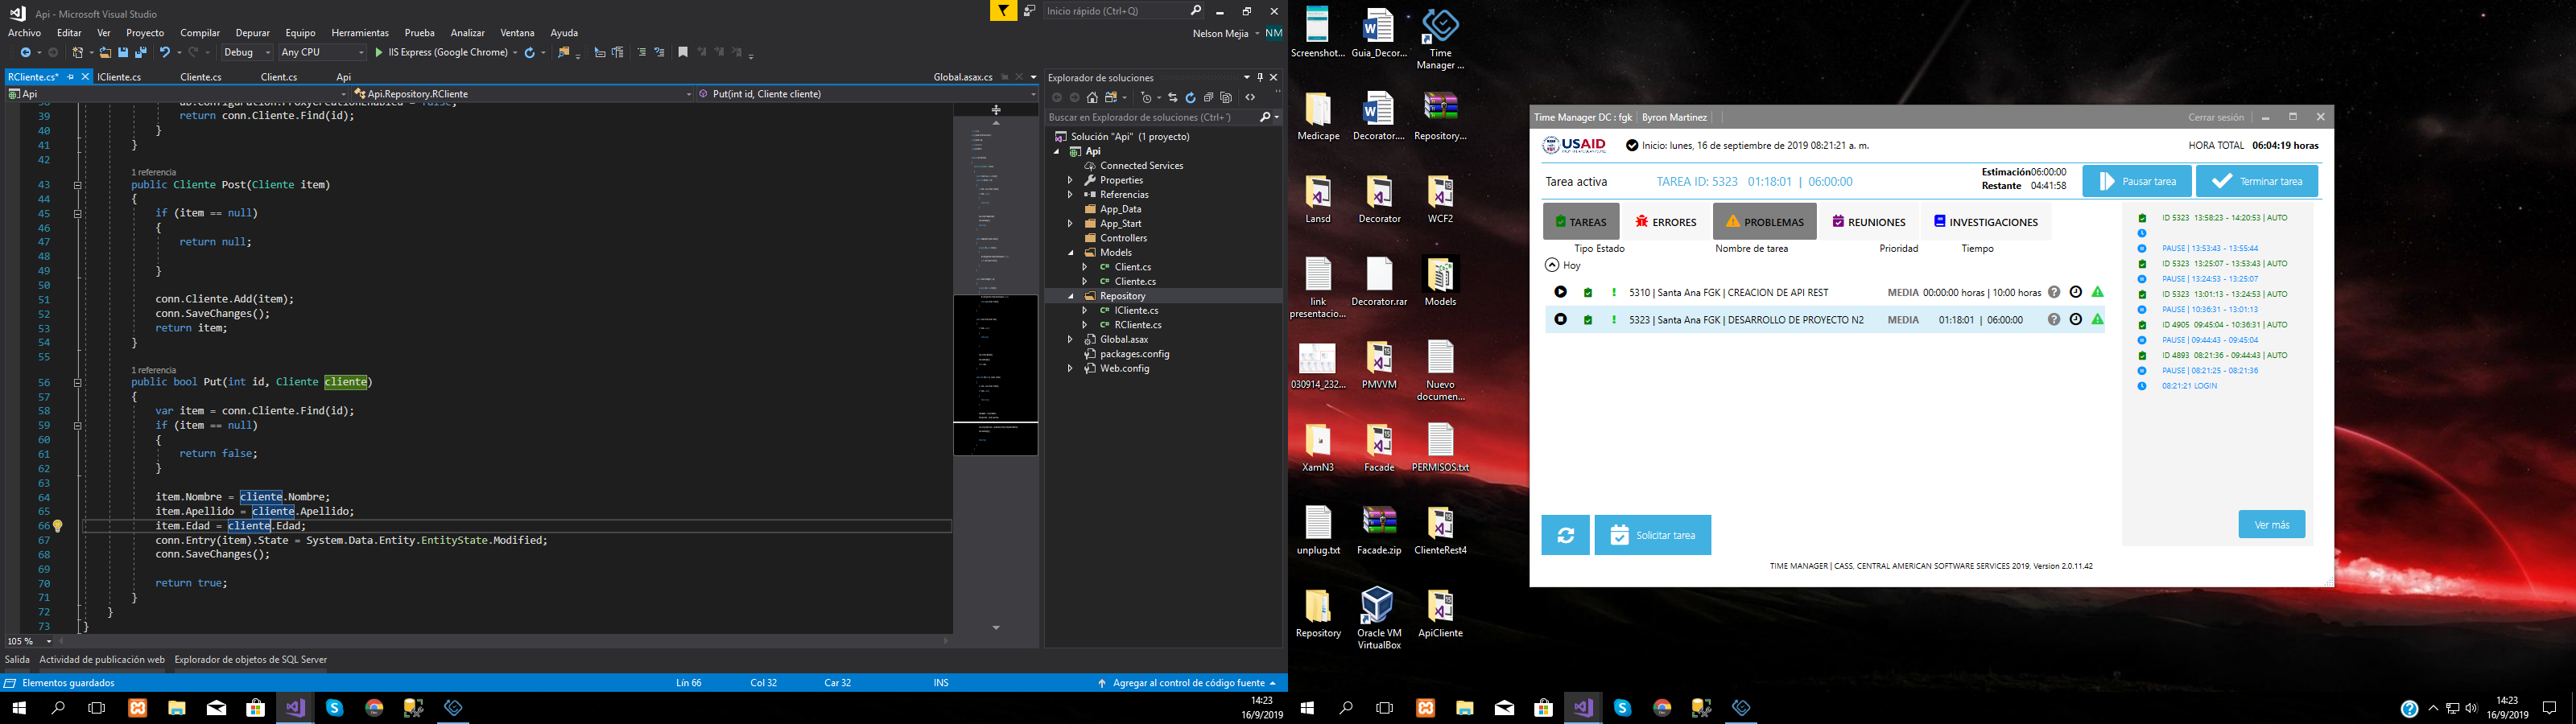 Api - Microsoft Visual Studio
Inicio rápido (Ctrl+Q)
Archivo Editar Ver Proyecto Compilar Depurar Equipo Herramientas Prueba Analizar Ventana Ayuda
Nelson Mejia NM
Debug Any CPU IIS Express (Google Chrome)
RCliente.cs* ICliente.cs Cliente.cs Client.cs Api Global.asax.cs
Api Api.Repository.RCliente Put(int id, Cliente cliente)
39 return conn.Cliente.Find(id);
40 }
41 }
42
1 referencia
43 public Cliente Post(Cliente item)
44 {
45 if (item == null)
46 {
47 return null;
48
49 }
50
51 conn.Cliente.Add(item);
52 conn.SaveChanges();
53 return item;
54 }
55
1 referencia
56 public bool Put(int id, Cliente cliente)
57 {
58 var item = conn.Cliente.Find(id);
59 if (item == null)
60 {
61 return false;
62 }
63
64 item.Nombre = cliente.Nombre;
65 item.Apellido = cliente.Apellido;
66 item.Edad = cliente.Edad;
67 conn.Entry(item).State = System.Data.Entity.EntityState.Modified;
68 conn.SaveChanges();
69
70 return true;
71 }
72 }
73 }
105 %
Salida Actividad de publicación web Explorador de objetos de SQL Server
Elementos guardados Lín 66 Col 32 Car 32 INS Agregar al control de código fuente
Explorador de soluciones
Buscar en Explorador de soluciones (Ctrl+´)
Solución "Api" (1 proyecto)
Api
Connected Services
Properties
Referencias
App_Data
App_Start
Controllers
Models
C# Client.cs
C# Cliente.cs
Repository
C# ICliente.cs
C# RCliente.cs
Global.asax
packages.config
Web.config
14:23
16/9/2019
Screenshot... Guia_Decor... Time Manager ...
Medicape Decorator.... Repository...
Lansd Decorator WCF2
link presentacio... Decorator.rar Models
030914_232... PMVVM Nuevo documen...
XamN3 Facade PERMISOS.txt
unplug.txt Facade.zip ClienteRest4
Repository Oracle VM VirtualBox ApiCliente
Time Manager DC : fgk Byron Martinez Cerrar sesión
USAID Inicio: lunes, 16 de septiembre de 2019 08:21:21 a. m. HORA TOTAL 06:04:19 horas
Tarea activa TAREA ID: 5323 01:18:01 | 06:00:00
Estimación 06:00:00
Restante 04:41:58
Pausar tarea Terminar tarea
TAREAS ERRORES PROBLEMAS REUNIONES INVESTIGACIONES
Tipo Estado Nombre de tarea Prioridad Tiempo
Hoy
5310 | Santa Ana FGK | CREACION DE API REST MEDIA 00:00:00 horas | 10:00 horas
5323 | Santa Ana FGK | DESARROLLO DE PROYECTO N2 MEDIA 01:18:01 | 06:00:00
ID 5323 13:58:23 - 14:20:53 | AUTO
PAUSE | 13:53:43 - 13:55:44
ID 5323 13:25:07 - 13:53:43 | AUTO
PAUSE | 13:24:53 - 13:25:07
ID 5323 13:01:13 - 13:24:53 | AUTO
PAUSE | 10:36:31 - 13:01:13
ID 4905 09:45:04 - 10:36:31 | AUTO
PAUSE | 09:44:43 - 09:45:04
ID 4893 08:21:36 - 09:44:43 | AUTO
PAUSE | 08:21:25 - 08:21:36
08:21:21 LOGIN
Ver más
Solicitar tarea
TIME MANAGER | CASS, CENTRAL AMERICAN SOFTWARE SERVICES 2019, Version 2.0.11.42
14:23
16/9/2019